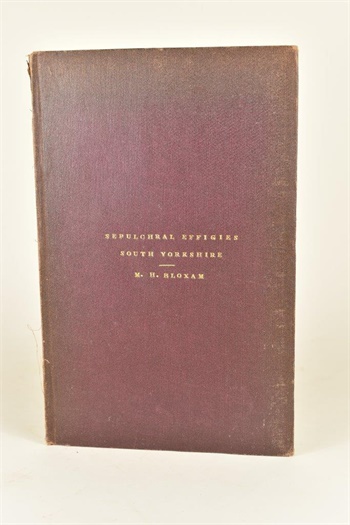 SEPULCHRAL EFFIGIES
SOUTH YORKSHIRE
M. H. BLOXAM